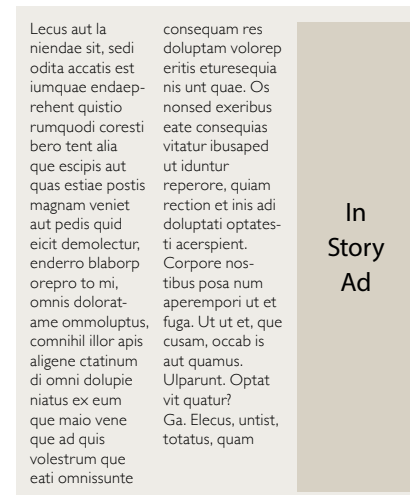 Lecus aut la
niendae sit, sedi
odita accatis est
iumquae endaep-
rehent quistio
rumquodi coresti
bero tent alia
que escipis aut
quas estiae postis
magnam veniet
aut pedis quid
eicit demolectur,
enderro blaborp
orepro to mi,
omnis dolorat-
ame ommoluptus,
comnihil illor apis
aligene ctatinum
di omni dolupie
niatus ex eum
que maio vene
que ad quis
volestrum que
eati omnissunte
consequam res
doluptam volorep
eritis eturesequia
nis unt quae. Os
nonsed exeribus
eate consequias
vitatur ibusaped
ut iduntur
reperore, quiam
rection et inis adi
doluptati optates-
ti acerspient.
Corpore nos-
tibus posa num
aperempori ut et
fuga. Ut ut et, que
cusam, occab is
aut quamus.
Ulparunt. Optat
vit quatur?
Ga. Elecus, untist,
totatus, quam
In
Story
Ad